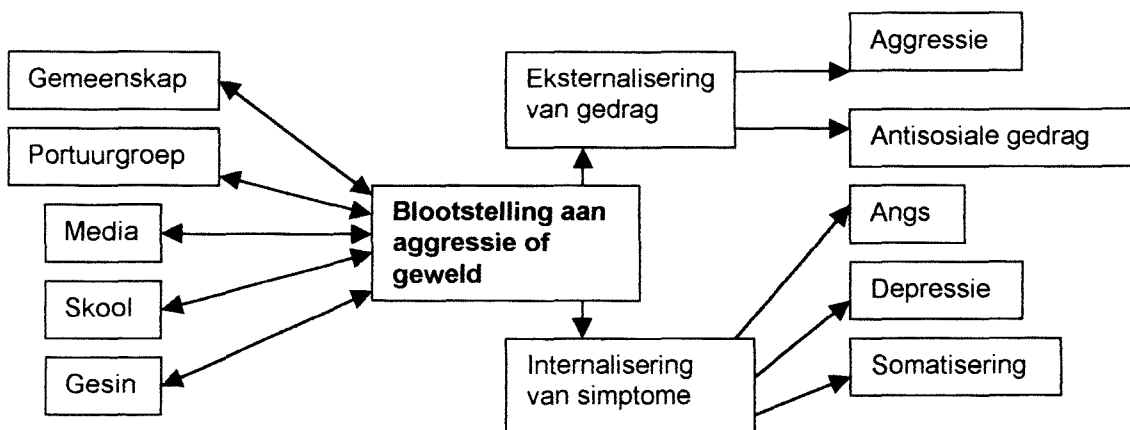 Gemeenskap
Portuurgroep
Media
Skool
Gesin
Blootstelling aan
aggressie of
geweld
Eksternalisering
van gedrag
Internalisering
van simptome
Aggressie
Antisosiale gedrag
Angs
Depressie
Somatisering